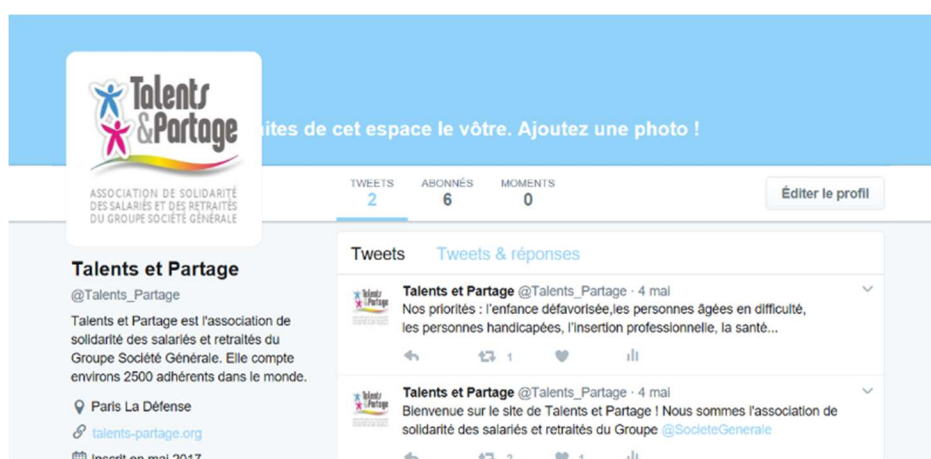 Talents
&Partage
ASSOCIATION DE SOLIDARITÉ
DES SALARIÉS ET DES RETRAITÉS
DU GROUPE SOCIÉTÉ GÉNÉRALE
ites de cet espace le vôtre. Ajoutez une photo !
TWEETS ABONNÉS MOMENTS
2 6 0
Éditer le profil
Talents et Partage
@Talents_Partage
Talents et Partage est l'association de
solidarité des salariés et retraités du
Groupe Société Générale. Elle compte
environs 2500 adhérents dans le monde.
Paris La Défense
talents-partage.org
Inscrit en mai 2017
Tweets Tweets & réponses
Talents et Partage @Talents_Partage · 4 mai
Nos priorités : l'enfance défavorisée,les personnes âgées en difficulté,
les personnes handicapées, l'insertion professionnelle, la santé...
1
Talents et Partage @Talents_Partage · 4 mai
Bienvenue sur le site de Talents et Partage ! Nous sommes l'association de
solidarité des salariés et retraités du Groupe @SocieteGenerale
2 1